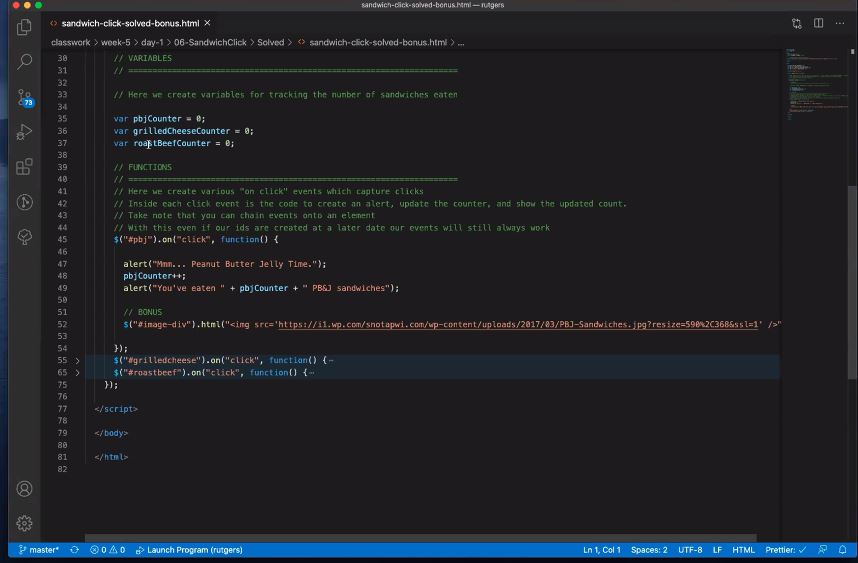 sandwich-click-solved-bonus.html — rutgers
<> sandwich-click-solved-bonus.html ×
classwork > week-5 > day-1 > 06-SandwichClick > Solved > <> sandwich-click-solved-bonus.html > ...
30 // VARIABLES
31 // ======================================================================
32
33 // Here we create variables for tracking the number of sandwiches eaten
34
35 var pbjCounter = 0;
36 var grilledCheeseCounter = 0;
37 var roastBeefCounter = 0;
38
39 // FUNCTIONS
40 // ======================================================================
41 // Here we create various "on click" events which capture clicks
42 // Inside each click event is the code to create an alert, update the counter, and show the updated count.
43 // Take note that you can chain events onto an element
44 // With this even if our ids are created at a later date our events will still always work
45 $("#pbj").on("click", function() {
46
47 alert("Mmm... Peanut Butter Jelly Time.");
48 pbjCounter++;
49 alert("You've eaten " + pbjCounter + " PB&J sandwiches");
50
51 // BONUS
52 $("#image-div").html("<img src='https://i1.wp.com/snotapwi.com/wp-content/uploads/2017/03/PBJ-Sandwiches.jpg?resize=590%2C368&ssl=1' />"
53
54 });
55 > $("#grilledcheese").on("click", function() {⋯
65 > $("#roastbeef").on("click", function() {⋯
75 });
76
77 </script>
78
79 </body>
80
81 </html>
82
73
master* 0 0 Launch Program (rutgers) Ln 1, Col 1 Spaces: 2 UTF-8 LF HTML Prettier: ✓